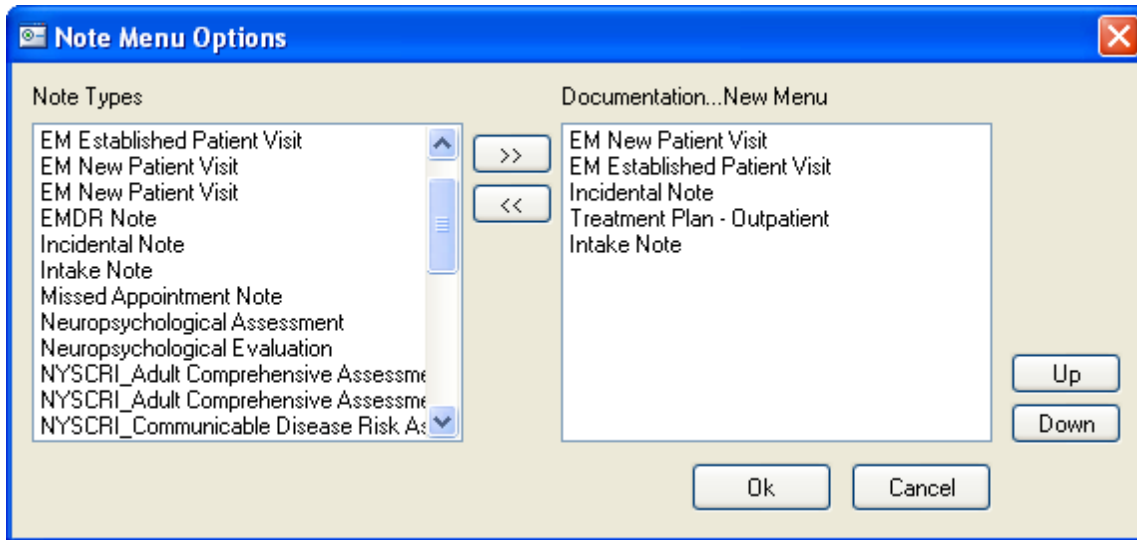 Note Menu Options
Note Types
EM Established Patient Visit
EM New Patient Visit
EM New Patient Visit
EMDR Note
Incidental Note
Intake Note
Missed Appointment Note
Neuropsychological Assessment
Neuropsychological Evaluation
NYSCRI_Adult Comprehensive Assessme
NYSCRI_Adult Comprehensive Assessme
NYSCRI_Communicable Disease Risk As
>>
<<
Documentation...New Menu
EM New Patient Visit
EM Established Patient Visit
Incidental Note
Treatment Plan - Outpatient
Intake Note
Up
Down
Ok
Cancel